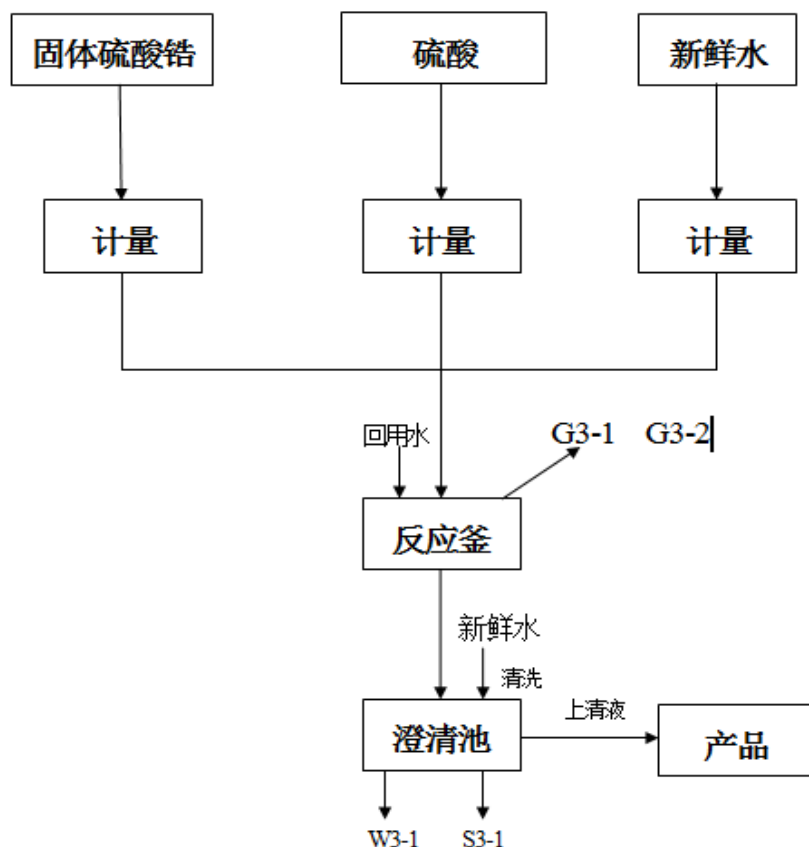 固体硫酸锆
硫酸
新鲜水
计量
计量
计量
回用水
G3-1 G3-2
反应釜
新鲜水
清洗
上清液
澄清池
产品
W3-1
S3-1